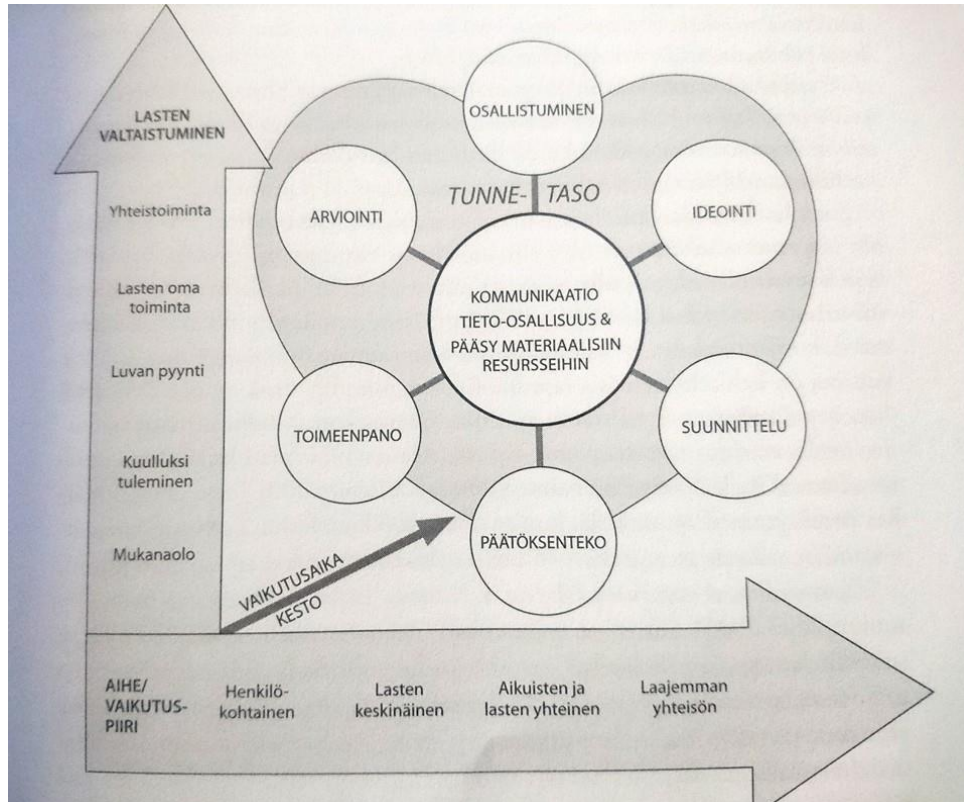 LASTEN
VALTAISTUMINEN
Yhteistoiminta
Lasten oma
toiminta
Luvan pyynti
Kuulluksi
tuleminen
Mukanaolo
OSALLISTUMINEN
ARVIOINTI
TUNNE- TASO
IDEOINTI
KOMMUNIKAATIO
TIETO-OSALLISUUS &
PÄÄSY MATERIAALISIIN
RESURSSEIHIN
TOIMEENPANO
SUUNNITTELU
PÄÄTÖKSENTEKO
VAIKUTUSAIKA
KESTO
AIHE/
VAIKUTUS-
PIIRI
Henkilö-
kohtainen
Lasten
keskinäinen
Aikuisten ja
lasten yhteinen
Laajemman
yhteisön